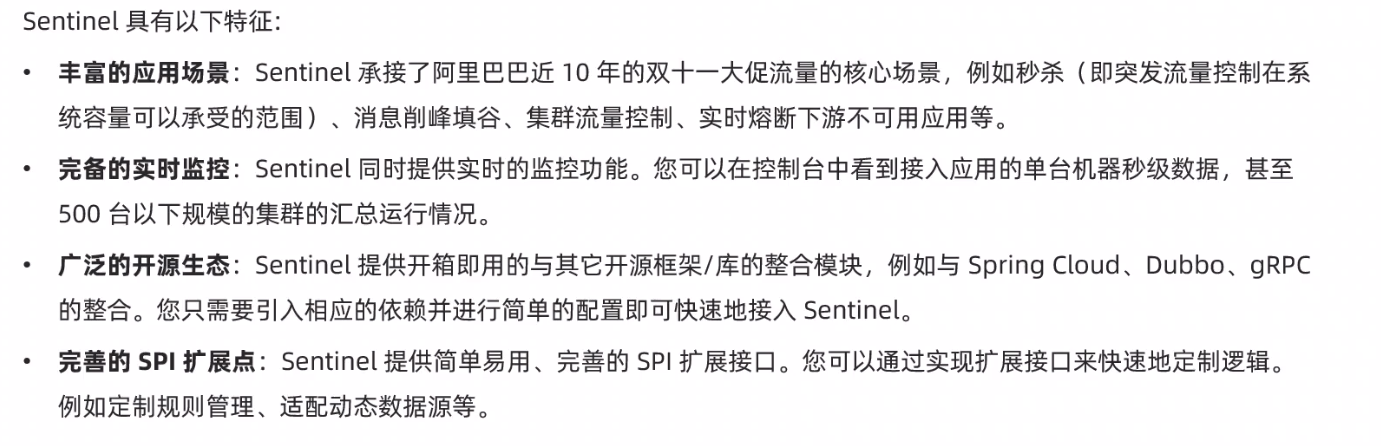 Sentinel 具有以下特征:
• 丰富的应用场景：Sentinel 承接了阿里巴巴近 10 年的双十一大促流量的核心场景，例如秒杀（即突发流量控制在系
统容量可以承受的范围）、消息削峰填谷、集群流量控制、实时熔断下游不可用应用等。
• 完备的实时监控：Sentinel 同时提供实时的监控功能。您可以在控制台中看到接入应用的单台机器秒级数据，甚至
500 台以下规模的集群的汇总运行情况。
• 广泛的开源生态：Sentinel 提供开箱即用的与其它开源框架/库的整合模块，例如与 Spring Cloud、Dubbo、gRPC
的整合。您只需要引入相应的依赖并进行简单的配置即可快速地接入 Sentinel。
• 完善的 SPI 扩展点：Sentinel 提供简单易用、完善的 SPI 扩展接口。您可以通过实现扩展接口来快速地定制逻辑。
例如定制规则管理、适配动态数据源等。